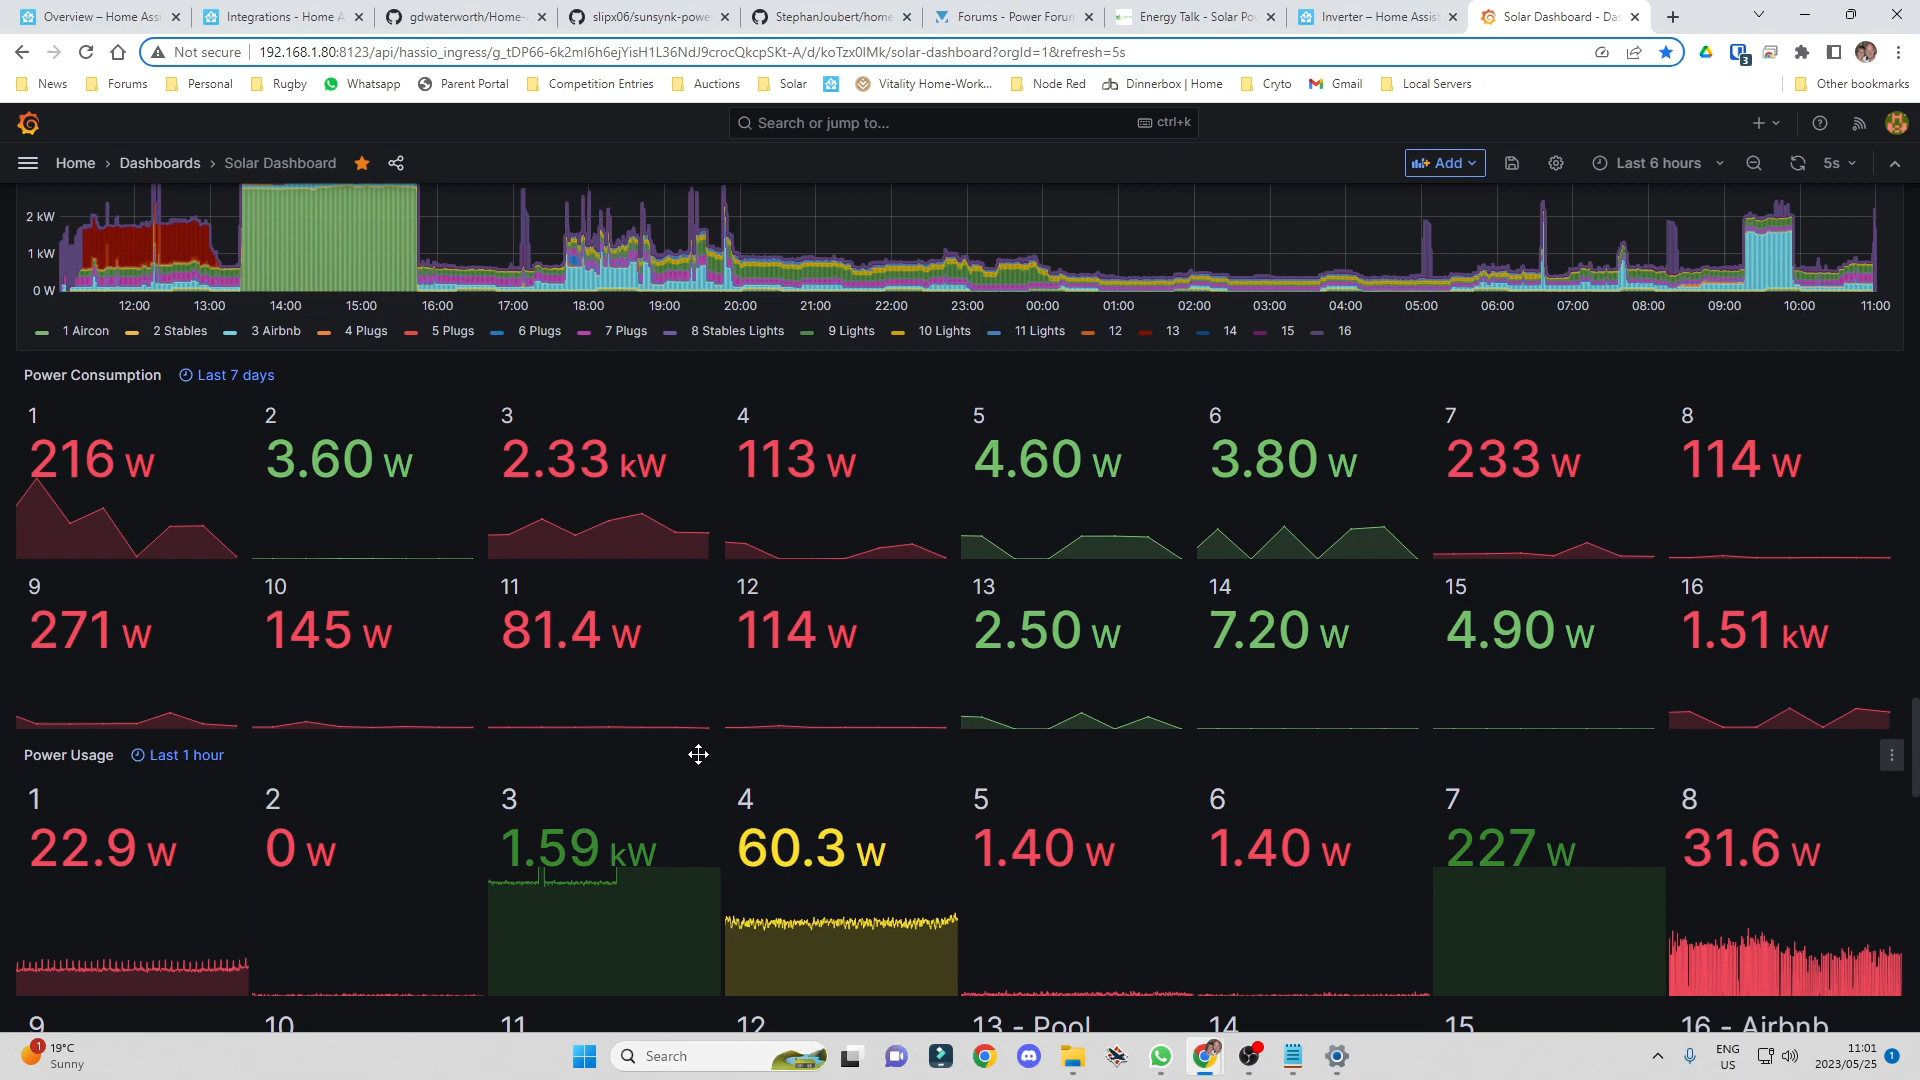 Overview – Home Assi
Integrations - Home A
gdwaterworth/Home-
slipx06/sunsynk-powe
StephanJoubert/home
Forums - Power Forum
Energy Talk - Solar Po
Inverter – Home Assist
Solar Dashboard - Das
Not secure
192.168.1.80:8123/api/hassio_ingress/g_tDP66-6k2mI6h6ejYisH1L36NdJ9crocQkcpSKt-A/d/koTzx0lMk/solar-dashboard?orgId=1&refresh=5s
3
News
Forums
Personal
Rugby
Whatsapp
Parent Portal
Competition Entries
Auctions
Solar
Vitality Home-Work...
Node Red
Dinnerbox | Home
Cryto
Gmail
Local Servers
Other bookmarks
Search or jump to...
ctrl+k
Home › Dashboards › Solar Dashboard
Add
Last 6 hours
5s
2 kW
1 kW
0 W
12:00 13:00 14:00 15:00 16:00 17:00 18:00 19:00 20:00 21:00 22:00 23:00 00:00 01:00 02:00 03:00 04:00 05:00 06:00 07:00 08:00 09:00 10:00 11:00
1 Aircon 2 Stables 3 Airbnb 4 Plugs 5 Plugs 6 Plugs 7 Plugs 8 Stables Lights 9 Lights 10 Lights 11 Lights 12 13 14 15 16
Power Consumption Last 7 days
1 2 3 4 5 6 7 8
216 W 3.60 W 2.33 kW 113 W 4.60 W 3.80 W 233 W 114 W
9 10 11 12 13 14 15 16
271 W 145 W 81.4 W 114 W 2.50 W 7.20 W 4.90 W 1.51 kW
Power Usage Last 1 hour
1 2 3 4 5 6 7 8
22.9 W 0 W 1.59 kW 60.3 W 1.40 W 1.40 W 227 W 31.6 W
9 10 11 12 13 - Pool 14 15 16 - Airbnb
1
19°C
Sunny
Search
ENG
US
11:01
2023/05/25
1